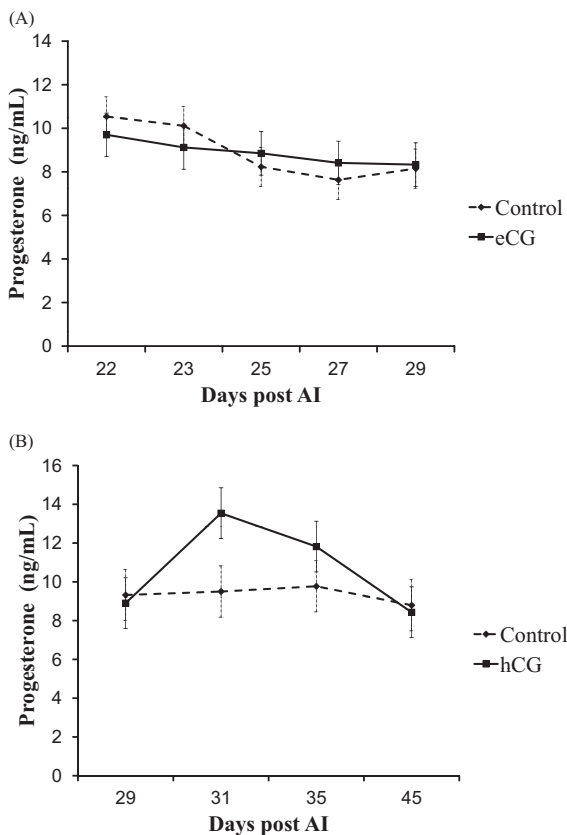 (A)
14
12
10
8
6
4
2
0
Progesterone (ng/mL)
22 23 25 27 29
Days post AI
Control
eCG
(B)
16
14
12
10
8
6
4
2
0
Progesterone (ng/mL)
29 31 35 45
Days post AI
Control
hCG